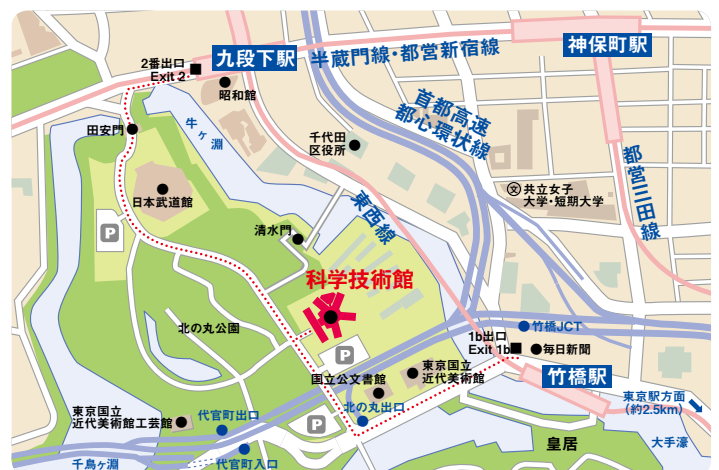 2番出口
Exit 2
九段下駅
半蔵門線・都営新宿線
神保町駅
昭和館
首都高速
都心環状線
牛ヶ淵
田安門
千代田
区役所
都営三田線
文
共立女子
大学・短期大学
日本武道館
東西線
清水門
P
科学技術館
北の丸公園
竹橋JCT
1b出口
Exit 1b
毎日新聞
P
東京国立
近代美術館
国立公文書館
竹橋駅
東京駅方面
(約2.5km)
東京国立
近代美術館工芸館
代官町出口
北の丸出口
P
大手濠
皇居
千鳥ヶ淵
代官町入口